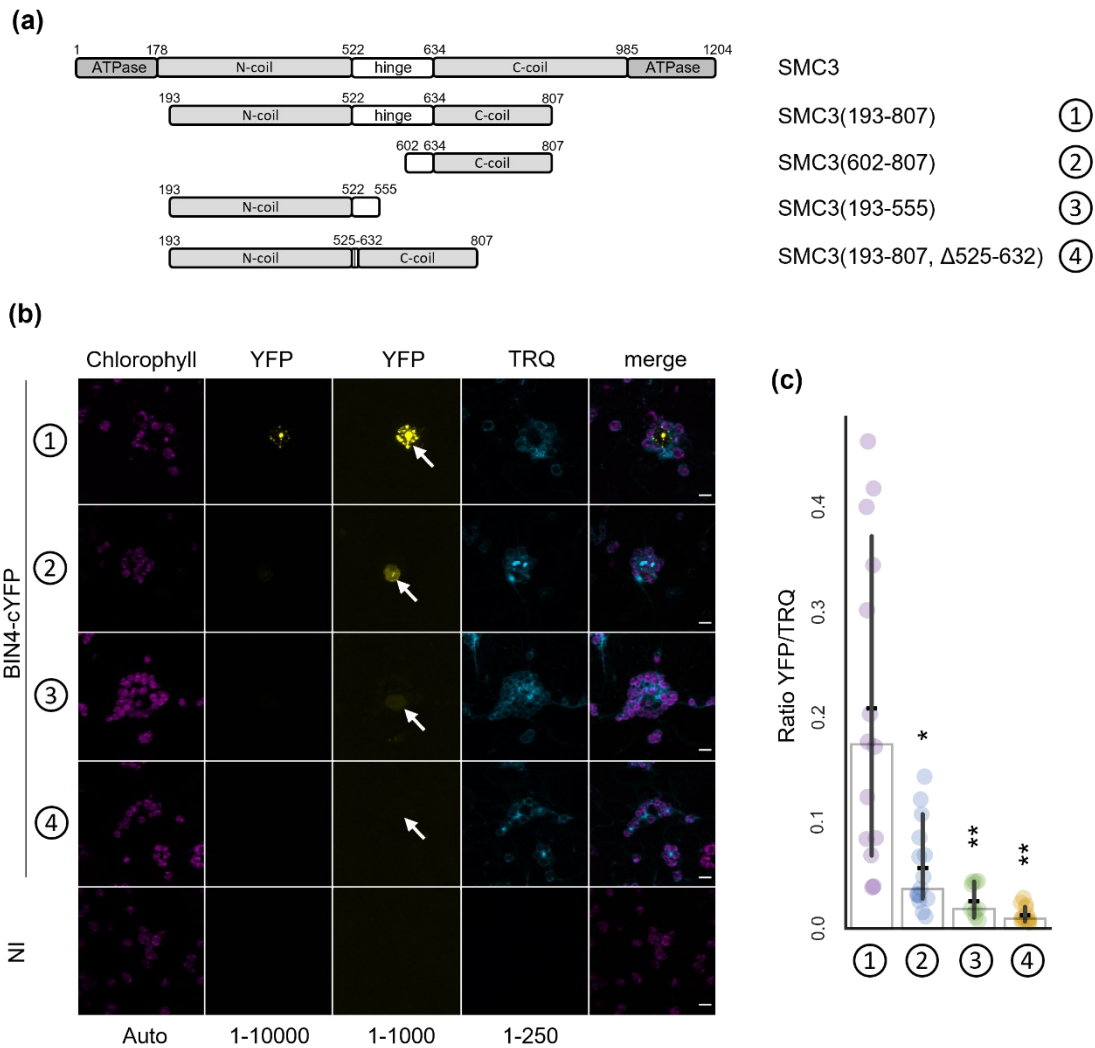 (a)
1 178 522 634 985 1204
ATPase N-coil hinge C-coil ATPase SMC3
193 522 634 807
N-coil hinge C-coil SMC3(193-807) 1
602 634 807
C-coil SMC3(602-807) 2
193 522 555
N-coil SMC3(193-555) 3
193 525-632 807
N-coil C-coil SMC3(193-807, Δ525-632) 4
(b)
Chlorophyll YFP YFP TRQ merge
BIN4-cYFP
1
2
3
4
NI
Auto 1-10000 1-1000 1-250
(c)
Ratio YFP/TRQ
0.4
0.3
0.2
0.1
0.0
*
**
**
1 2 3 4